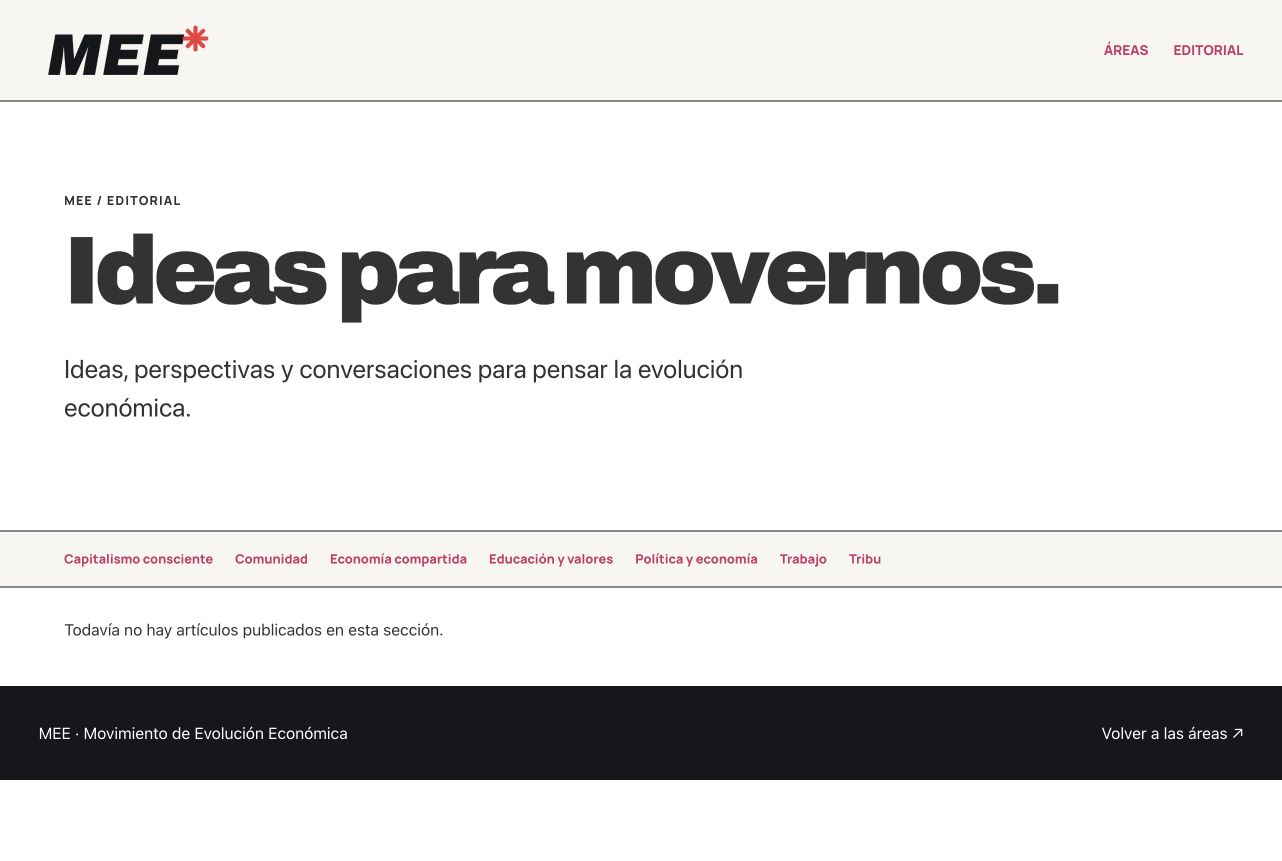 MEE*
ÁREAS EDITORIAL
MEE / EDITORIAL
Ideas para movernos.
Ideas, perspectivas y conversaciones para pensar la evolución
económica.
Capitalismo consciente Comunidad Economía compartida Educación y valores Política y economía Trabajo Tribu
Todavía no hay artículos publicados en esta sección.
MEE · Movimiento de Evolución Económica
Volver a las áreas ↗